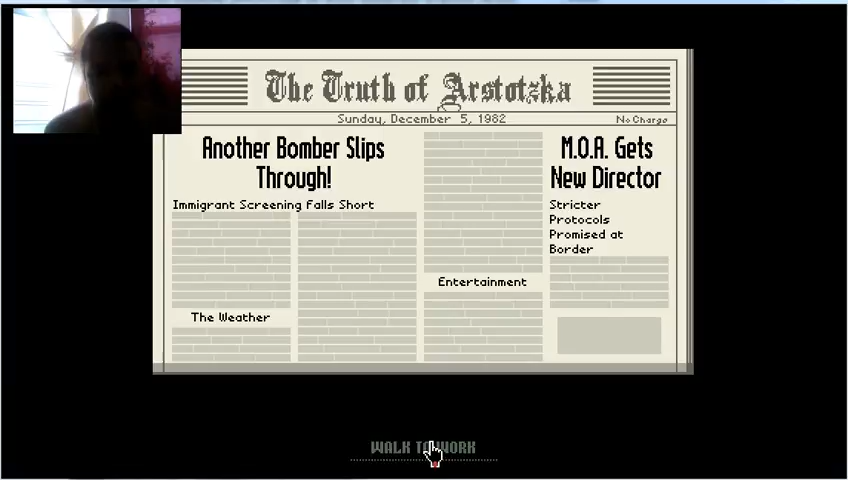 The Truth of Arstotzka
Sunday, December 5, 1982
No Charge
Another Bomber Slips
Through!
Immigrant Screening Falls Short
The Weather
Entertainment
M.O.A. Gets
New Director
Stricter
Protocols
Promised at
Border
WALK TO WORK